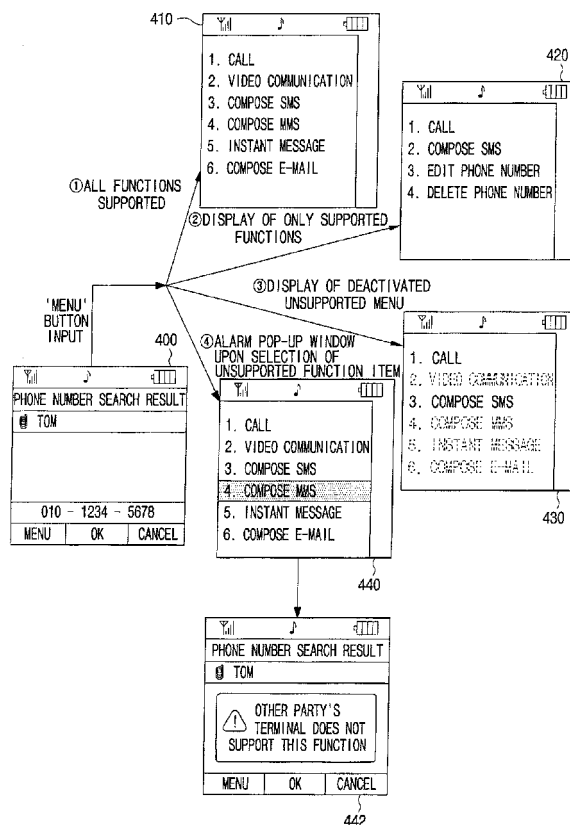 410
1. CALL
2. VIDEO COMMUNICATION
3. COMPOSE SMS
4. COMPOSE MMS
5. INSTANT MESSAGE
6. COMPOSE E-MAIL
420
1. CALL
2. COMPOSE SMS
3. EDIT PHONE NUMBER
4. DELETE PHONE NUMBER
①ALL FUNCTIONS
SUPPORTED
②DISPLAY OF ONLY SUPPORTED
FUNCTIONS
③DISPLAY OF DEACTIVATED
UNSUPPORTED MENU
'MENU'
BUTTON
INPUT
④ALARM POP-UP WINDOW
UPON SELECTION OF
UNSUPPORTED FUNCTION ITEM
400
PHONE NUMBER SEARCH RESULT
TOM
010 - 1234 - 5678
MENU OK CANCEL
1. CALL
2. VIDEO COMMUNICATION
3. COMPOSE SMS
4. COMPOSE MMS
5. INSTANT MESSAGE
6. COMPOSE E-MAIL
440
1. CALL
2. VIDEO COMMUNICATION
3. COMPOSE SMS
4. COMPOSE MMS
5. INSTANT MESSAGE
6. COMPOSE E-MAIL
430
PHONE NUMBER SEARCH RESULT
TOM
OTHER PARTY'S
TERMINAL DOES NOT
SUPPORT THIS FUNCTION
MENU OK CANCEL
442